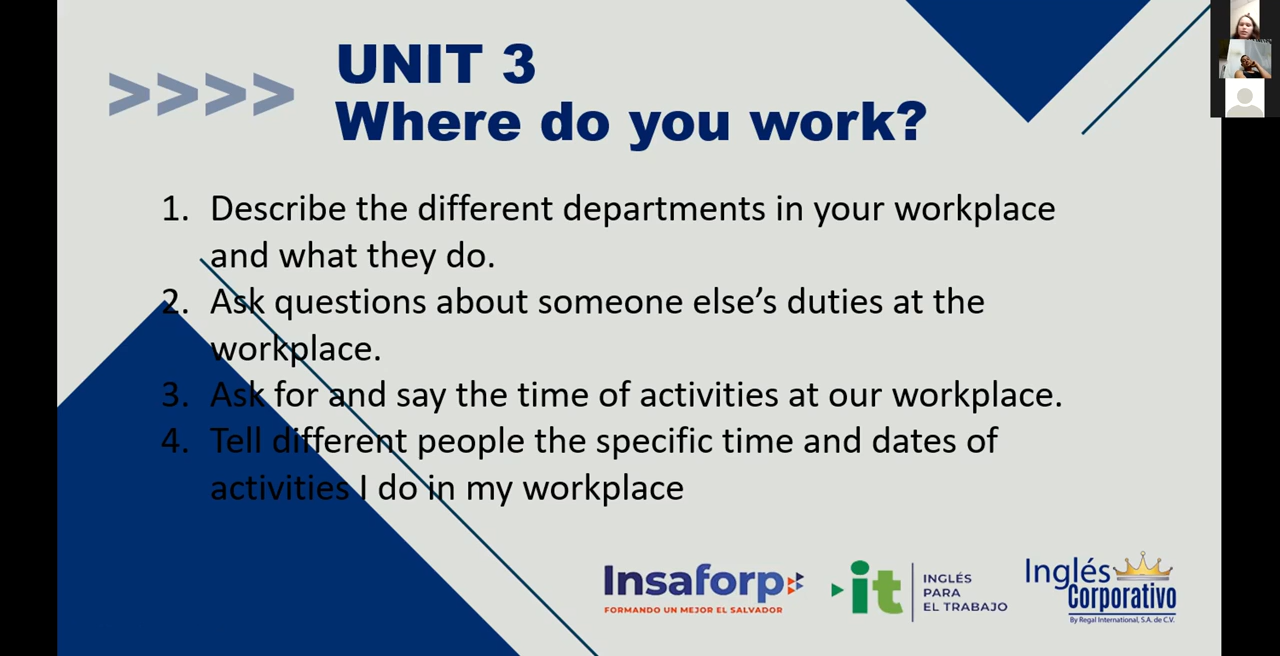 >>>>
UNIT 3
Where do you work?
1. Describe the different departments in your workplace
and what they do.
2. Ask questions about someone else’s duties at the
workplace.
3. Ask for and say the time of activities at our workplace.
4. Tell different people the specific time and dates of
activities I do in my workplace
Insaforp
FORMANDO UN MEJOR EL SALVADOR
it
INGLÉS
PARA
EL TRABAJO
Inglés
Corporativo
By Regal International, S.A. de C.V.